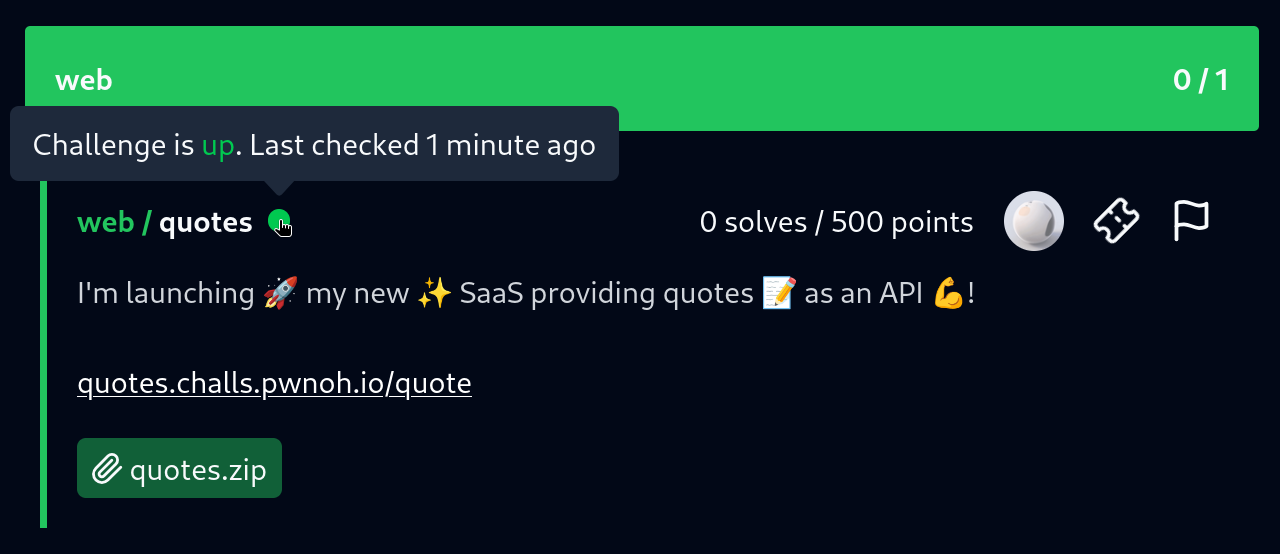 web 0 / 1
Challenge is up. Last checked 1 minute ago
web / quotes 0 solves / 500 points
I'm launching 🚀 my new ✨ SaaS providing quotes 📝 as an API 💪!
quotes.challs.pwnoh.io/quote
quotes.zip